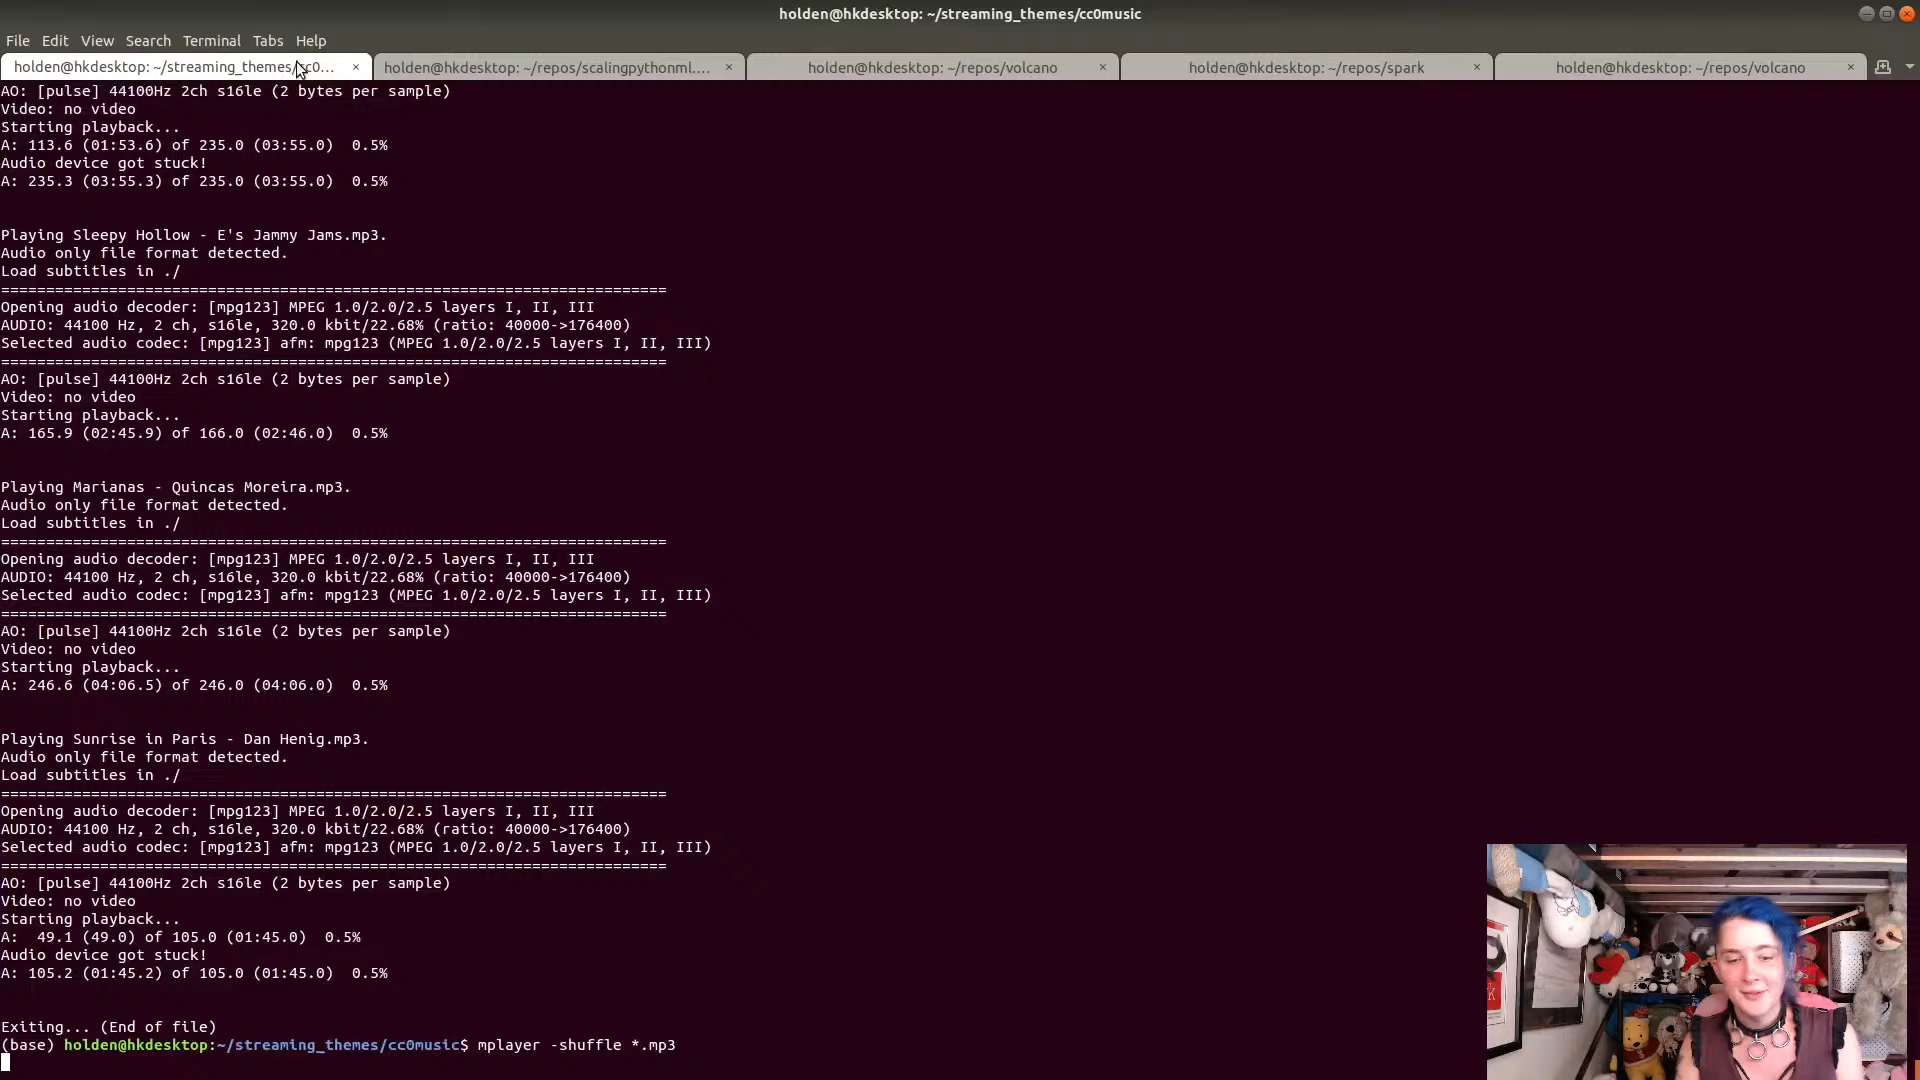 holden@hkdesktop: ~/streaming_themes/cc0music
File Edit View Search Terminal Tabs Help
holden@hkdesktop: ~/streaming_themes/cc0… × holden@hkdesktop: ~/repos/scalingpythonml.… × holden@hkdesktop: ~/repos/volcano × holden@hkdesktop: ~/repos/spark × holden@hkdesktop: ~/repos/volcano ×
AO: [pulse] 44100Hz 2ch s16le (2 bytes per sample)
Video: no video
Starting playback...
A: 113.6 (01:53.6) of 235.0 (03:55.0)  0.5%
Audio device got stuck!
A: 235.3 (03:55.3) of 235.0 (03:55.0)  0.5%
Playing Sleepy Hollow - E's Jammy Jams.mp3.
Audio only file format detected.
Load subtitles in ./
==========================================================================
Opening audio decoder: [mpg123] MPEG 1.0/2.0/2.5 layers I, II, III
AUDIO: 44100 Hz, 2 ch, s16le, 320.0 kbit/22.68% (ratio: 40000->176400)
Selected audio codec: [mpg123] afm: mpg123 (MPEG 1.0/2.0/2.5 layers I, II, III)
==========================================================================
AO: [pulse] 44100Hz 2ch s16le (2 bytes per sample)
Video: no video
Starting playback...
A: 165.9 (02:45.9) of 166.0 (02:46.0)  0.5%
Playing Marianas - Quincas Moreira.mp3.
Audio only file format detected.
Load subtitles in ./
==========================================================================
Opening audio decoder: [mpg123] MPEG 1.0/2.0/2.5 layers I, II, III
AUDIO: 44100 Hz, 2 ch, s16le, 320.0 kbit/22.68% (ratio: 40000->176400)
Selected audio codec: [mpg123] afm: mpg123 (MPEG 1.0/2.0/2.5 layers I, II, III)
==========================================================================
AO: [pulse] 44100Hz 2ch s16le (2 bytes per sample)
Video: no video
Starting playback...
A: 246.6 (04:06.5) of 246.0 (04:06.0)  0.5%
Playing Sunrise in Paris - Dan Henig.mp3.
Audio only file format detected.
Load subtitles in ./
==========================================================================
Opening audio decoder: [mpg123] MPEG 1.0/2.0/2.5 layers I, II, III
AUDIO: 44100 Hz, 2 ch, s16le, 320.0 kbit/22.68% (ratio: 40000->176400)
Selected audio codec: [mpg123] afm: mpg123 (MPEG 1.0/2.0/2.5 layers I, II, III)
==========================================================================
AO: [pulse] 44100Hz 2ch s16le (2 bytes per sample)
Video: no video
Starting playback...
A:  49.1 (49.0) of 105.0 (01:45.0)  0.5%
Audio device got stuck!
A: 105.2 (01:45.2) of 105.0 (01:45.0)  0.5%
Exiting... (End of file)
(base) holden@hkdesktop:~/streaming_themes/cc0music$ mplayer -shuffle *.mp3